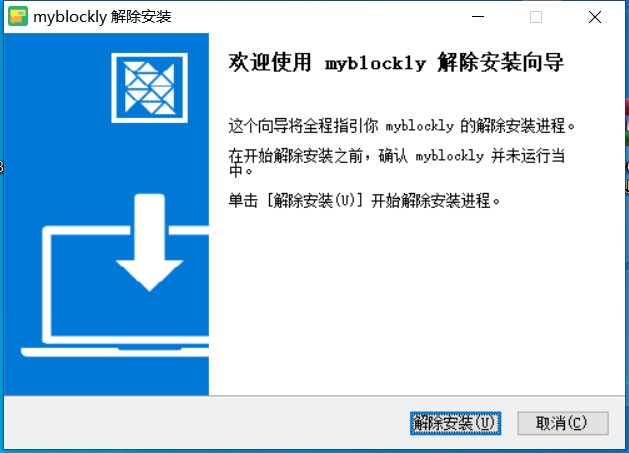 myblockly 解除安装
欢迎使用 myblockly 解除安装向导
这个向导将全程指引你 myblockly 的解除安装进程。
在开始解除安装之前，确认 myblockly 并未运行当
中。
单击 [解除安装(U)] 开始解除安装进程。
解除安装(U)
取消(C)